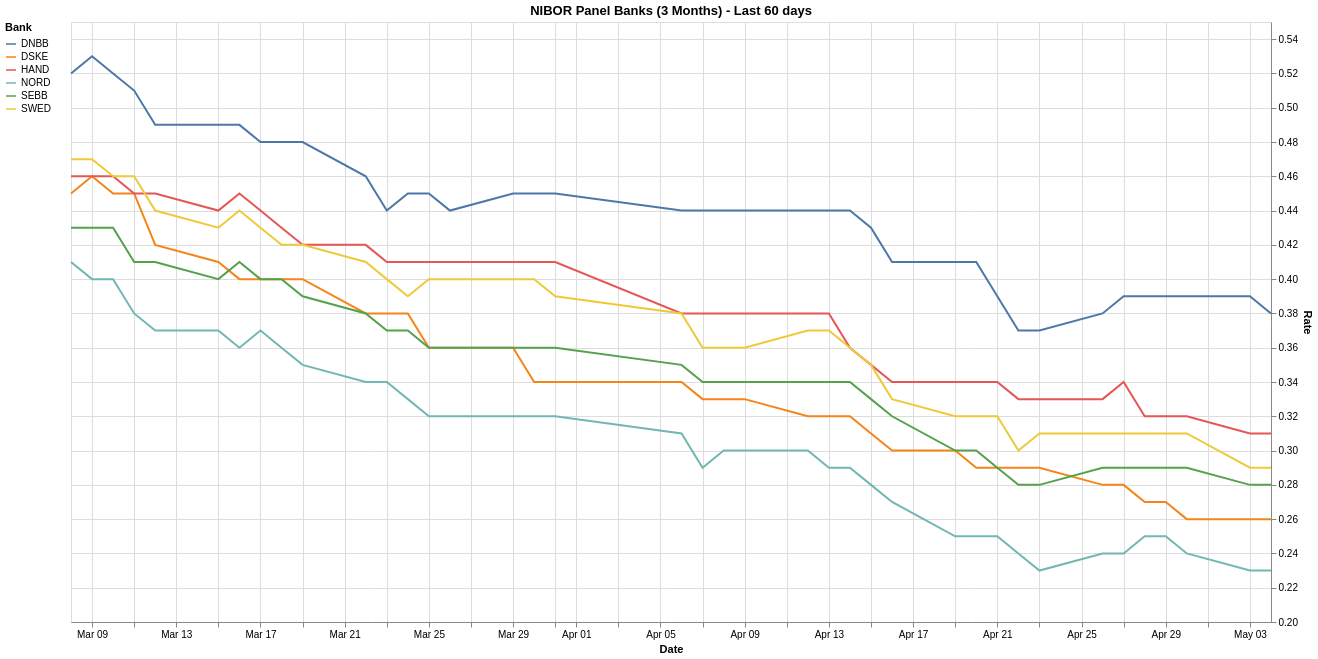 NIBOR Panel Banks (3 Months) - Last 60 days
Bank
DNBB
DSKE
HAND
NORD
SEBB
SWED
0.54
0.52
0.50
0.48
0.46
0.44
0.42
0.40
0.38
0.36
0.34
0.32
0.30
0.28
0.26
0.24
0.22
0.20
Rate
Mar 09 Mar 13 Mar 17 Mar 21 Mar 25 Mar 29 Apr 01 Apr 05 Apr 09 Apr 13 Apr 17 Apr 21 Apr 25 Apr 29 May 03
Date